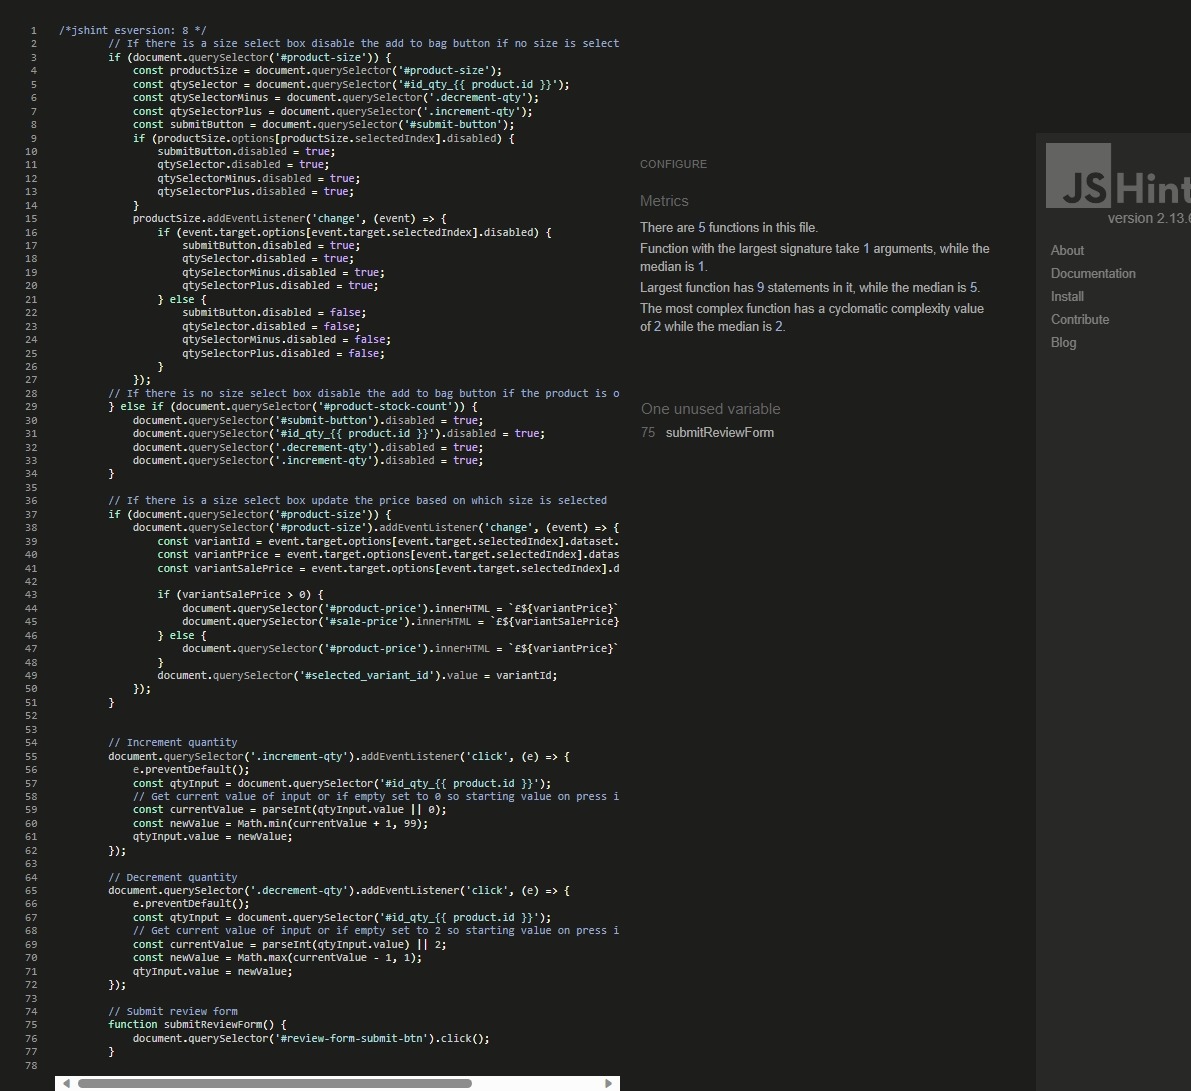 1 /*jshint esversion: 8 */
2 // If there is a size select box disable the add to bag button if no size is select
3 if (document.querySelector('#product-size')) {
4 const productSize = document.querySelector('#product-size');
5 const qtySelector = document.querySelector('#id_qty_{{ product.id }}');
6 const qtySelectorMinus = document.querySelector('.decrement-qty');
7 const qtySelectorPlus = document.querySelector('.increment-qty');
8 const submitButton = document.querySelector('#submit-button');
9 if (productSize.options[productSize.selectedIndex].disabled) {
10 submitButton.disabled = true;
11 qtySelector.disabled = true;
12 qtySelectorMinus.disabled = true;
13 qtySelectorPlus.disabled = true;
14 }
15 productSize.addEventListener('change', (event) => {
16 if (event.target.options[event.target.selectedIndex].disabled) {
17 submitButton.disabled = true;
18 qtySelector.disabled = true;
19 qtySelectorMinus.disabled = true;
20 qtySelectorPlus.disabled = true;
21 } else {
22 submitButton.disabled = false;
23 qtySelector.disabled = false;
24 qtySelectorMinus.disabled = false;
25 qtySelectorPlus.disabled = false;
26 }
27 });
28 // If there is no size select box disable the add to bag button if the product is o
29 } else if (document.querySelector('#product-stock-count')) {
30 document.querySelector('#submit-button').disabled = true;
31 document.querySelector('#id_qty_{{ product.id }}').disabled = true;
32 document.querySelector('.decrement-qty').disabled = true;
33 document.querySelector('.increment-qty').disabled = true;
34 }
35
36 // If there is a size select box update the price based on which size is selected
37 if (document.querySelector('#product-size')) {
38 document.querySelector('#product-size').addEventListener('change', (event) => {
39 const variantId = event.target.options[event.target.selectedIndex].dataset.
40 const variantPrice = event.target.options[event.target.selectedIndex].datas
41 const variantSalePrice = event.target.options[event.target.selectedIndex].d
42
43 if (variantSalePrice > 0) {
44 document.querySelector('#product-price').innerHTML = `£${variantPrice}`
45 document.querySelector('#sale-price').innerHTML = `£${variantSalePrice}
46 } else {
47 document.querySelector('#product-price').innerHTML = `£${variantPrice}`
48 }
49 document.querySelector('#selected_variant_id').value = variantId;
50 });
51 }
52
53
54 // Increment quantity
55 document.querySelector('.increment-qty').addEventListener('click', (e) => {
56 e.preventDefault();
57 const qtyInput = document.querySelector('#id_qty_{{ product.id }}');
58 // Get current value of input or if empty set to 0 so starting value on press i
59 const currentValue = parseInt(qtyInput.value || 0);
60 const newValue = Math.min(currentValue + 1, 99);
61 qtyInput.value = newValue;
62 });
63
64 // Decrement quantity
65 document.querySelector('.decrement-qty').addEventListener('click', (e) => {
66 e.preventDefault();
67 const qtyInput = document.querySelector('#id_qty_{{ product.id }}');
68 // Get current value of input or if empty set to 2 so starting value on press i
69 const currentValue = parseInt(qtyInput.value) || 2;
70 const newValue = Math.max(currentValue - 1, 1);
71 qtyInput.value = newValue;
72 });
73
74 // Submit review form
75 function submitReviewForm() {
76 document.querySelector('#review-form-submit-btn').click();
77 }
78
CONFIGURE
Metrics
There are 5 functions in this file.
Function with the largest signature take 1 arguments, while the
median is 1.
Largest function has 9 statements in it, while the median is 5.
The most complex function has a cyclomatic complexity value
of 2 while the median is 2.
One unused variable
75 submitReviewForm
JSHint
version 2.13.6
About
Documentation
Install
Contribute
Blog